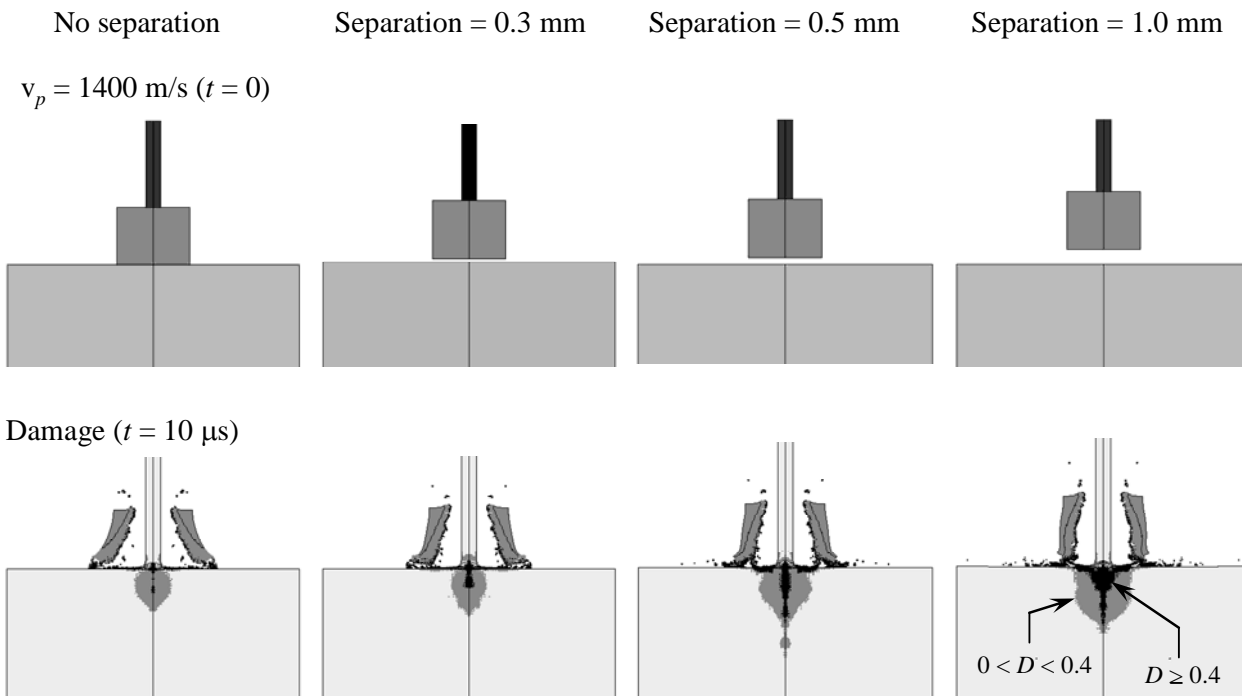 No separation Separation = 0.3 mm Separation = 0.5 mm Separation = 1.0 mm
vₚ = 1400 m/s (t = 0)
Damage (t = 10 μs)
0 < D < 0.4 D ≥ 0.4